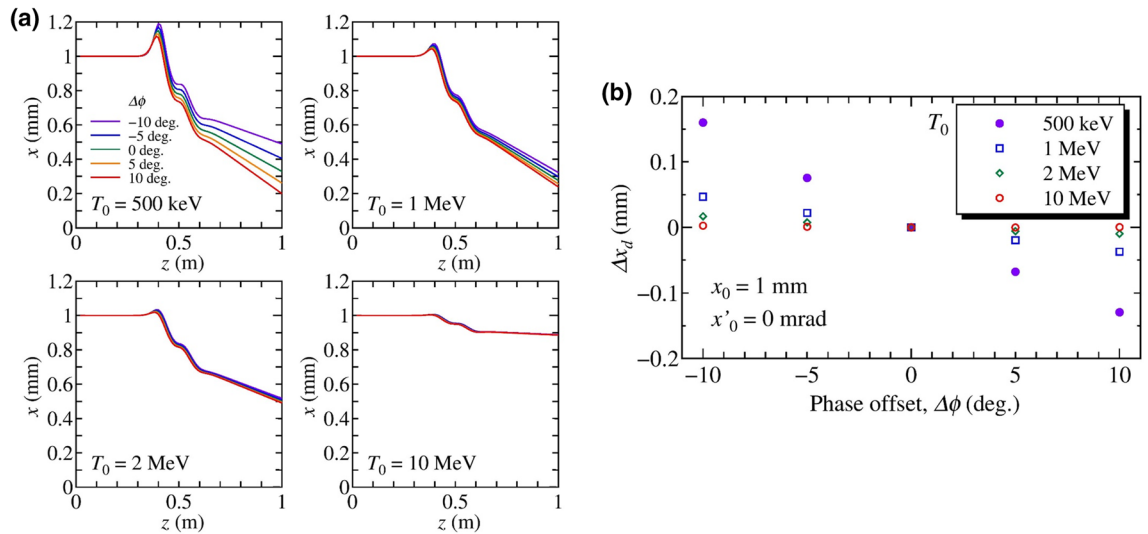 (a)
1.2
1
0.8
0.6
0.4
0.2
0
x (mm)
Δϕ
−10 deg.
−5 deg.
0 deg.
5 deg.
10 deg.
T0 = 500 keV
0 0.5 1
z (m)
1.2
1
0.8
0.6
0.4
0.2
0
x (mm)
T0 = 1 MeV
0 0.5 1
z (m)
1.2
1
0.8
0.6
0.4
0.2
0
x (mm)
T0 = 2 MeV
0 0.5 1
z (m)
1.2
1
0.8
0.6
0.4
0.2
0
x (mm)
T0 = 10 MeV
0 0.5 1
z (m)
(b)
0.2
0.1
0
−0.1
−0.2
Δxd (mm)
T0
500 keV
1 MeV
2 MeV
10 MeV
x0 = 1 mm
x'0 = 0 mrad
−10 −5 0 5 10
Phase offset, Δϕ (deg.)